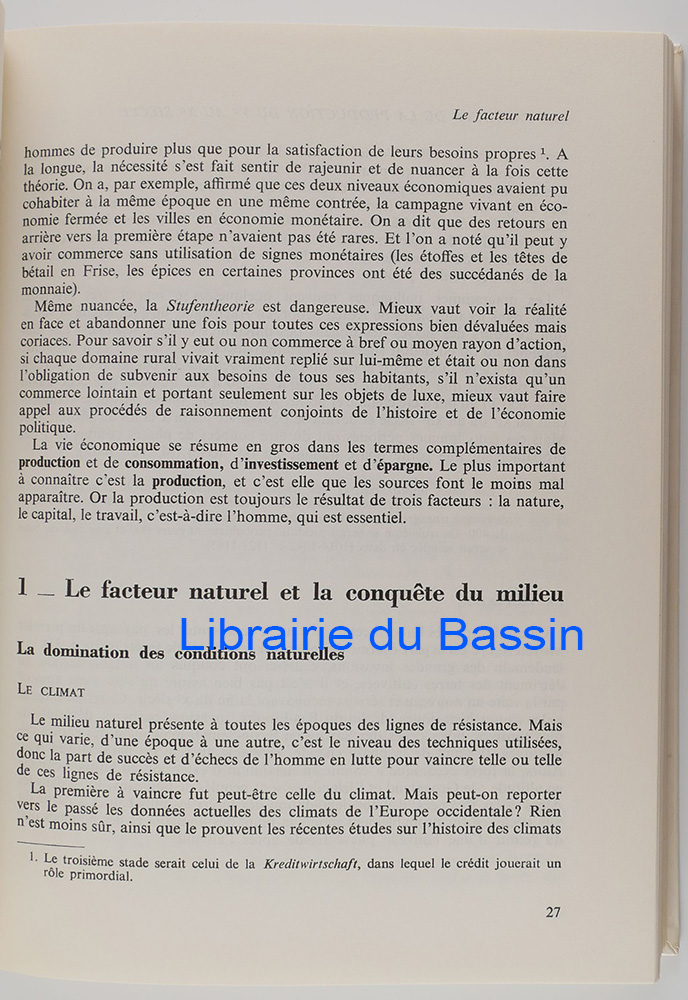 Le facteur naturel
hommes de produire plus que pour la satisfaction de leurs besoins propres ¹. A
la longue, la nécessité s'est fait sentir de rajeunir et de nuancer à la fois cette
théorie. On a, par exemple, affirmé que ces deux niveaux économiques avaient pu
cohabiter à la même époque en une même contrée, la campagne vivant en éco-
nomie fermée et les villes en économie monétaire. On a dit que des retours en
arrière vers la première étape n'avaient pas été rares. Et l'on a noté qu'il peut y
avoir commerce sans utilisation de signes monétaires (les étoffes et les têtes de
bétail en Frise, les épices en certaines provinces ont été des succédanés de la
monnaie).
Même nuancée, la Stufentheorie est dangereuse. Mieux vaut voir la réalité
en face et abandonner une fois pour toutes ces expressions bien dévaluées mais
coriaces. Pour savoir s'il y eut ou non commerce à bref ou moyen rayon d'action,
si chaque domaine rural vivait vraiment replié sur lui-même et était ou non dans
l'obligation de subvenir aux besoins de tous ses habitants, s'il n'exista qu'un
commerce lointain et portant seulement sur les objets de luxe, mieux vaut faire
appel aux procédés de raisonnement conjoints de l'histoire et de l'économie
politique.
La vie économique se résume en gros dans les termes complémentaires de
production et de consommation, d'investissement et d'épargne. Le plus important
à connaître c'est la production, et c'est elle que les sources font le moins mal
apparaître. Or la production est toujours le résultat de trois facteurs : la nature,
le capital, le travail, c'est-à-dire l'homme, qui est essentiel.
1 — Le facteur naturel et la conquête du milieu
Librairie du Bassin
La domination des conditions naturelles
LE CLIMAT
Le milieu naturel présente à toutes les époques des lignes de résistance. Mais
ce qui varie, d'une époque à une autre, c'est le niveau des techniques utilisées,
donc la part de succès et d'échecs de l'homme en lutte pour vaincre telle ou telle
de ces lignes de résistance.
La première à vaincre fut peut-être celle du climat. Mais peut-on reporter
vers le passé les données actuelles des climats de l'Europe occidentale? Rien
n'est moins sûr, ainsi que le prouvent les récentes études sur l'histoire des climats
1. Le troisième stade serait celui de la Kreditwirtschaft, dans lequel le crédit jouerait un
rôle primordial.
27